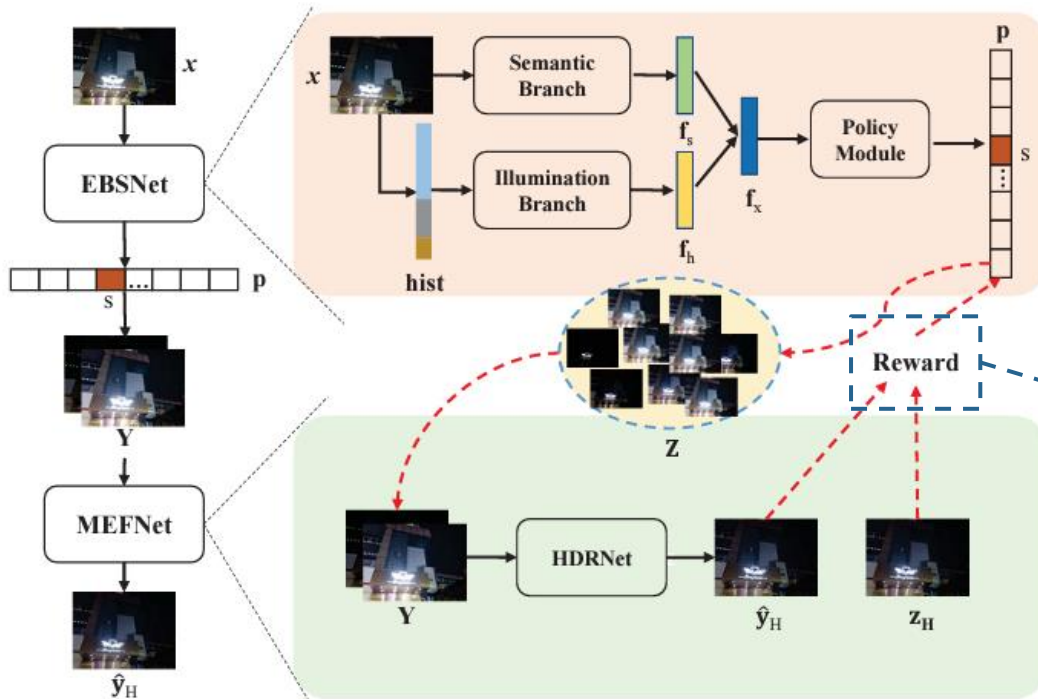 x
EBSNet
...
s
p
Y
MEFNet
ŷH
x
Semantic
Branch
fs
Illumination
Branch
fh
hist
fx
Policy
Module
p
s
...
Z
Reward
Y
HDRNet
ŷH
zH